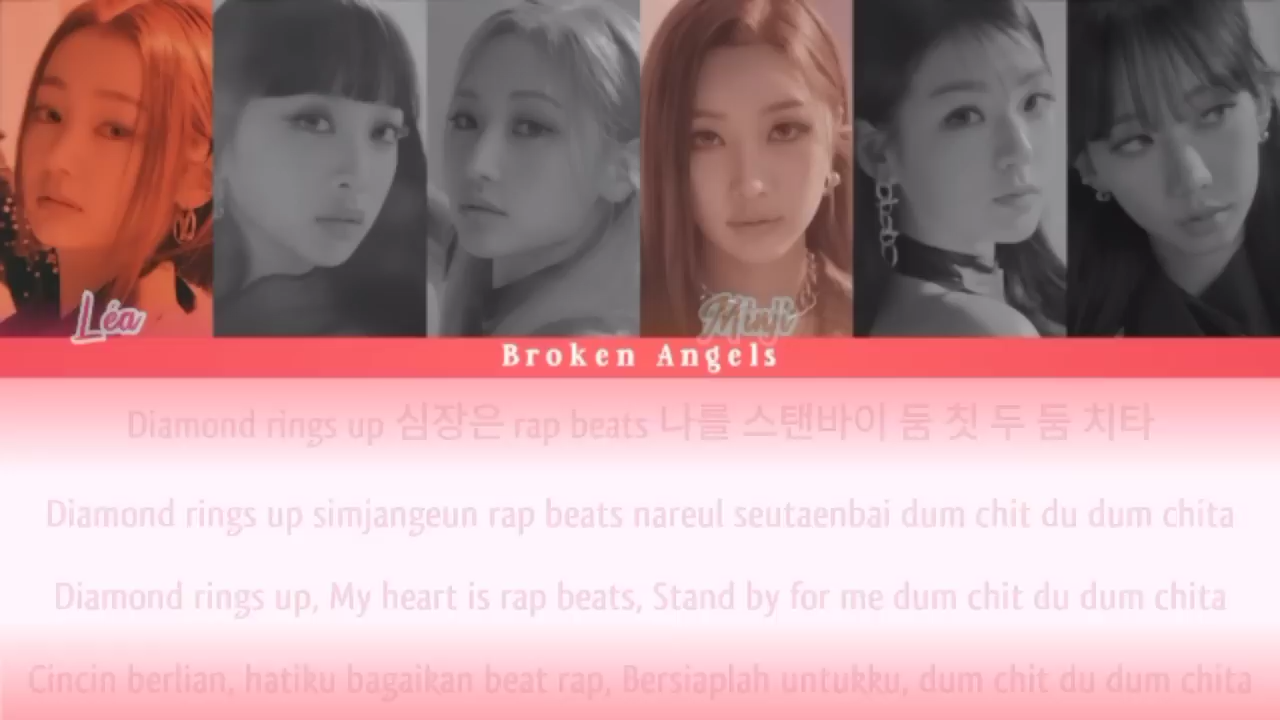 Léa
Minji
Broken Angels
Diamond rings up 심장은 rap beats 나를 스탠바이 둠 칫 두 둠 치타
Diamond rings up simjangeun rap beats nareul seutaenbai dum chit du dum chita
Diamond rings up, My heart is rap beats, Stand by for me dum chit du dum chita
Cincin berlian, hatiku bagaikan beat rap, Bersiaplah untukku, dum chit du dum chita